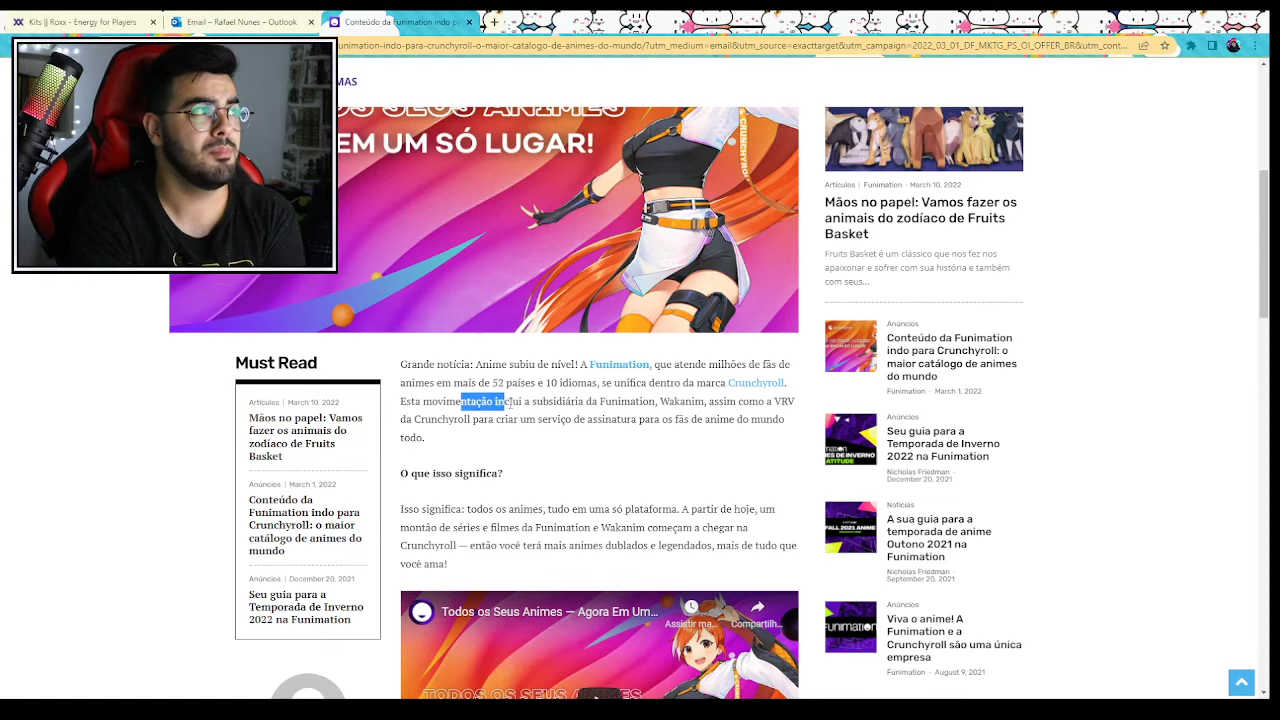 Kits || Roxx - Energy for Players
Email – Rafael Nunes – Outlook
Conteúdo da Funimation indo pa
unimation-indo-para-crunchyroll-o-maior-catalogo-de-animes-do-mundo/?utm_medium=email&utm_source=exacttarget&utm_campaign=2022_03_01_DF_MKTG_PS_OI_OFFER_BR&utm_cont...
MAS
OS SEUS ANIMES
EM UM SÓ LUGAR!
CRUNCHYROLL
Must Read
Artículos | March 10, 2022
Mãos no papel: Vamos
fazer os animais do
zodíaco de Fruits
Basket
Anúncios | March 1, 2022
Conteúdo da
Funimation indo para
Crunchyroll: o maior
catálogo de animes do
mundo
Anúncios | December 20, 2021
Seu guia para a
Temporada de Inverno
2022 na Funimation
Grande notícia: Anime subiu de nível! A Funimation, que atende milhões de fãs de
animes em mais de 52 países e 10 idiomas, se unifica dentro da marca Crunchyroll.
Esta movimentação inclui a subsidiária da Funimation, Wakanim, assim como a VRV
da Crunchyroll para criar um serviço de assinatura para os fãs de anime do mundo
todo.
O que isso significa?
Isso significa: todos os animes, tudo em uma só plataforma. A partir de hoje, um
montão de séries e filmes da Funimation e Wakanim começam a chegar na
Crunchyroll — então você terá mais animes dublados e legendados, mais de tudo que
você ama!
Todos os Seus Animes — Agora Em Um...
Assistir ma...
Compartilh...
TODOS OS SEUS ANIMES
Artículos | Funimation - March 10, 2022
Mãos no papel: Vamos fazer os
animais do zodíaco de Fruits
Basket
Fruits Basket é um clássico que nos fez nos
apaixonar e sofrer com sua história e também
com seus...
Anúncios
Conteúdo da Funimation
indo para Crunchyroll: o
maior catálogo de animes
do mundo
Funimation - March 1, 2022
Anúncios
Seu guia para a
Temporada de Inverno
2022 na Funimation
Nicholas Friedman -
December 20, 2021
Noticias
A sua guia para a
temporada de anime
Outono 2021 na
Funimation
FALL 2021 ANIME
Nicholas Friedman -
September 20, 2021
Anúncios
Viva o anime! A
Funimation e a
Crunchyroll são uma única
empresa
FUNIMATION
Funimation - August 9, 2021